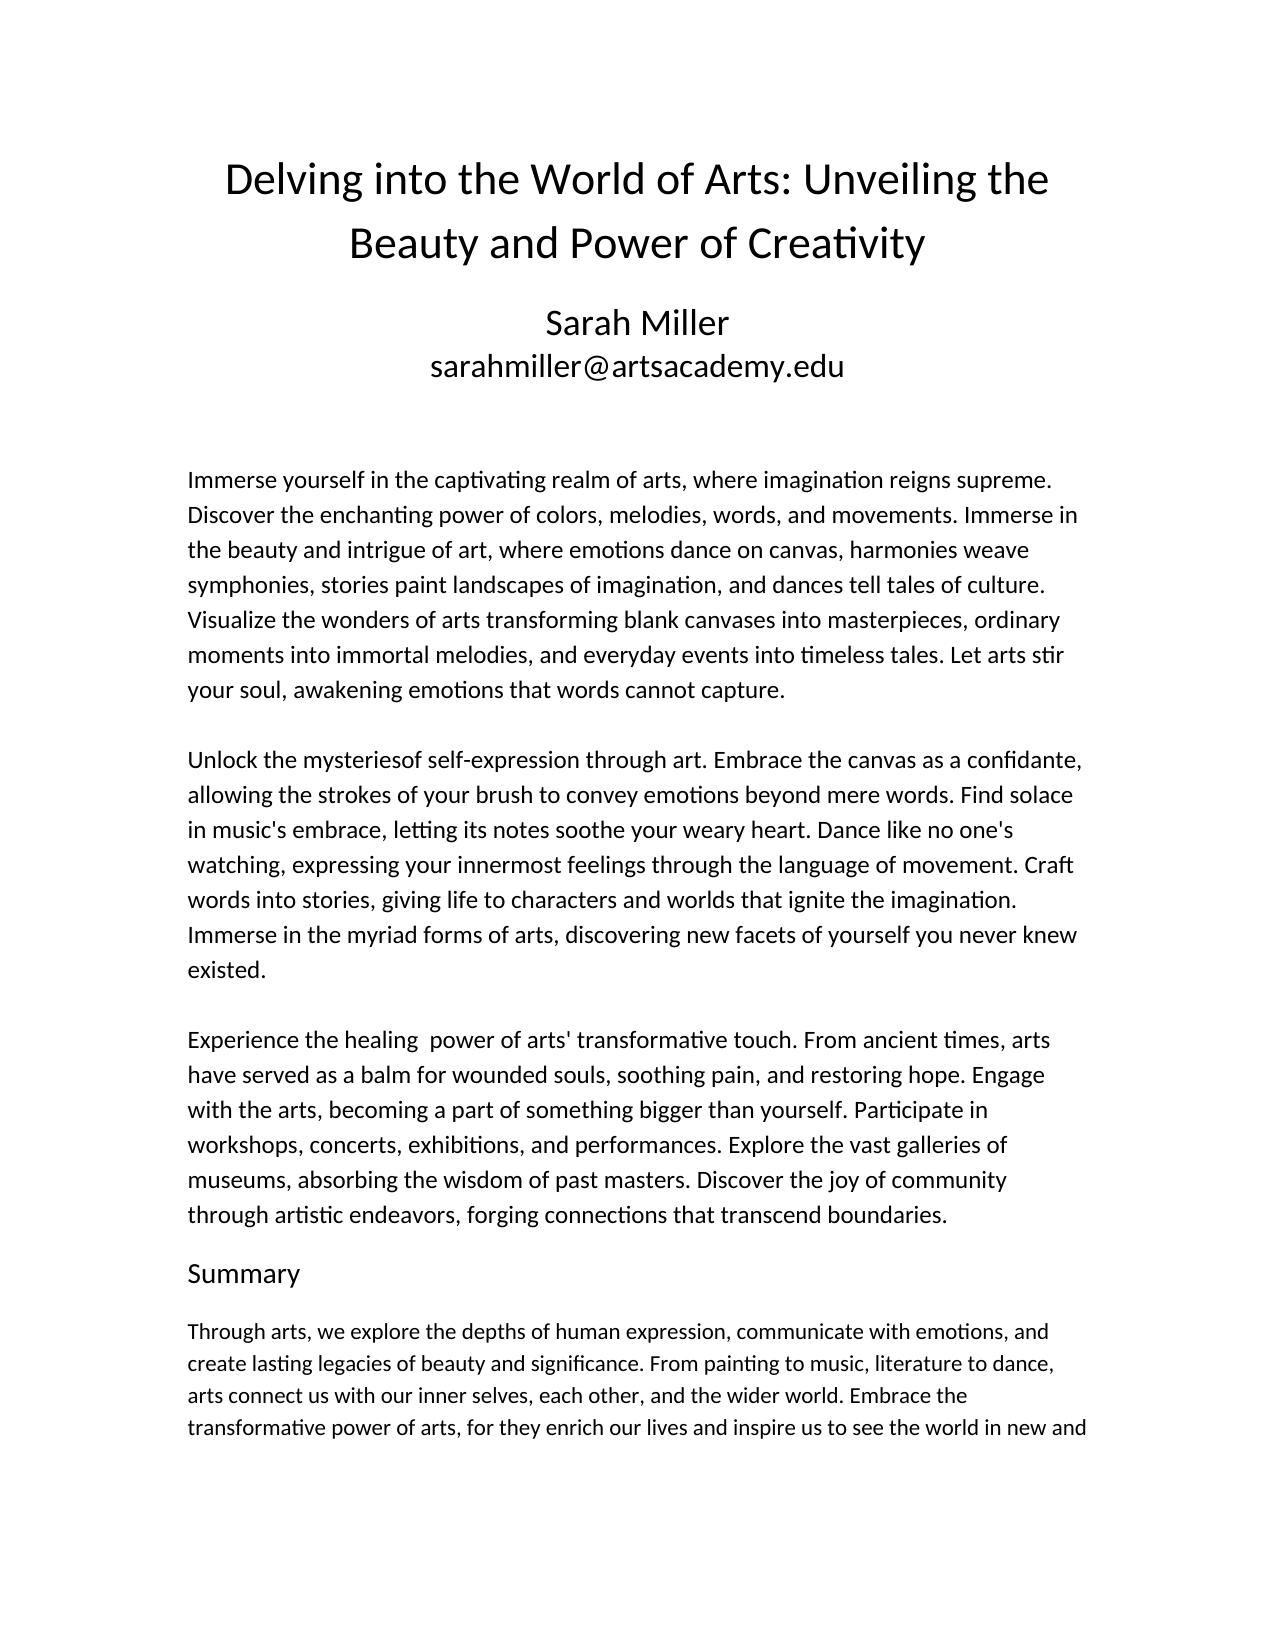 Delving into the World of Arts: Unveiling the
Beauty and Power of Creativity
Sarah Miller
sarahmiller@artsacademy.edu
Immerse yourself in the captivating realm of arts, where imagination reigns supreme.
Discover the enchanting power of colors, melodies, words, and movements. Immerse in
the beauty and intrigue of art, where emotions dance on canvas, harmonies weave
symphonies, stories paint landscapes of imagination, and dances tell tales of culture.
Visualize the wonders of arts transforming blank canvases into masterpieces, ordinary
moments into immortal melodies, and everyday events into timeless tales. Let arts stir
your soul, awakening emotions that words cannot capture.
Unlock the mysteriesof self-expression through art. Embrace the canvas as a confidante,
allowing the strokes of your brush to convey emotions beyond mere words. Find solace
in music's embrace, letting its notes soothe your weary heart. Dance like no one's
watching, expressing your innermost feelings through the language of movement. Craft
words into stories, giving life to characters and worlds that ignite the imagination.
Immerse in the myriad forms of arts, discovering new facets of yourself you never knew
existed.
Experience the healing  power of arts' transformative touch. From ancient times, arts
have served as a balm for wounded souls, soothing pain, and restoring hope. Engage
with the arts, becoming a part of something bigger than yourself. Participate in
workshops, concerts, exhibitions, and performances. Explore the vast galleries of
museums, absorbing the wisdom of past masters. Discover the joy of community
through artistic endeavors, forging connections that transcend boundaries.
Summary
Through arts, we explore the depths of human expression, communicate with emotions, and
create lasting legacies of beauty and significance. From painting to music, literature to dance,
arts connect us with our inner selves, each other, and the wider world. Embrace the
transformative power of arts, for they enrich our lives and inspire us to see the world in new and